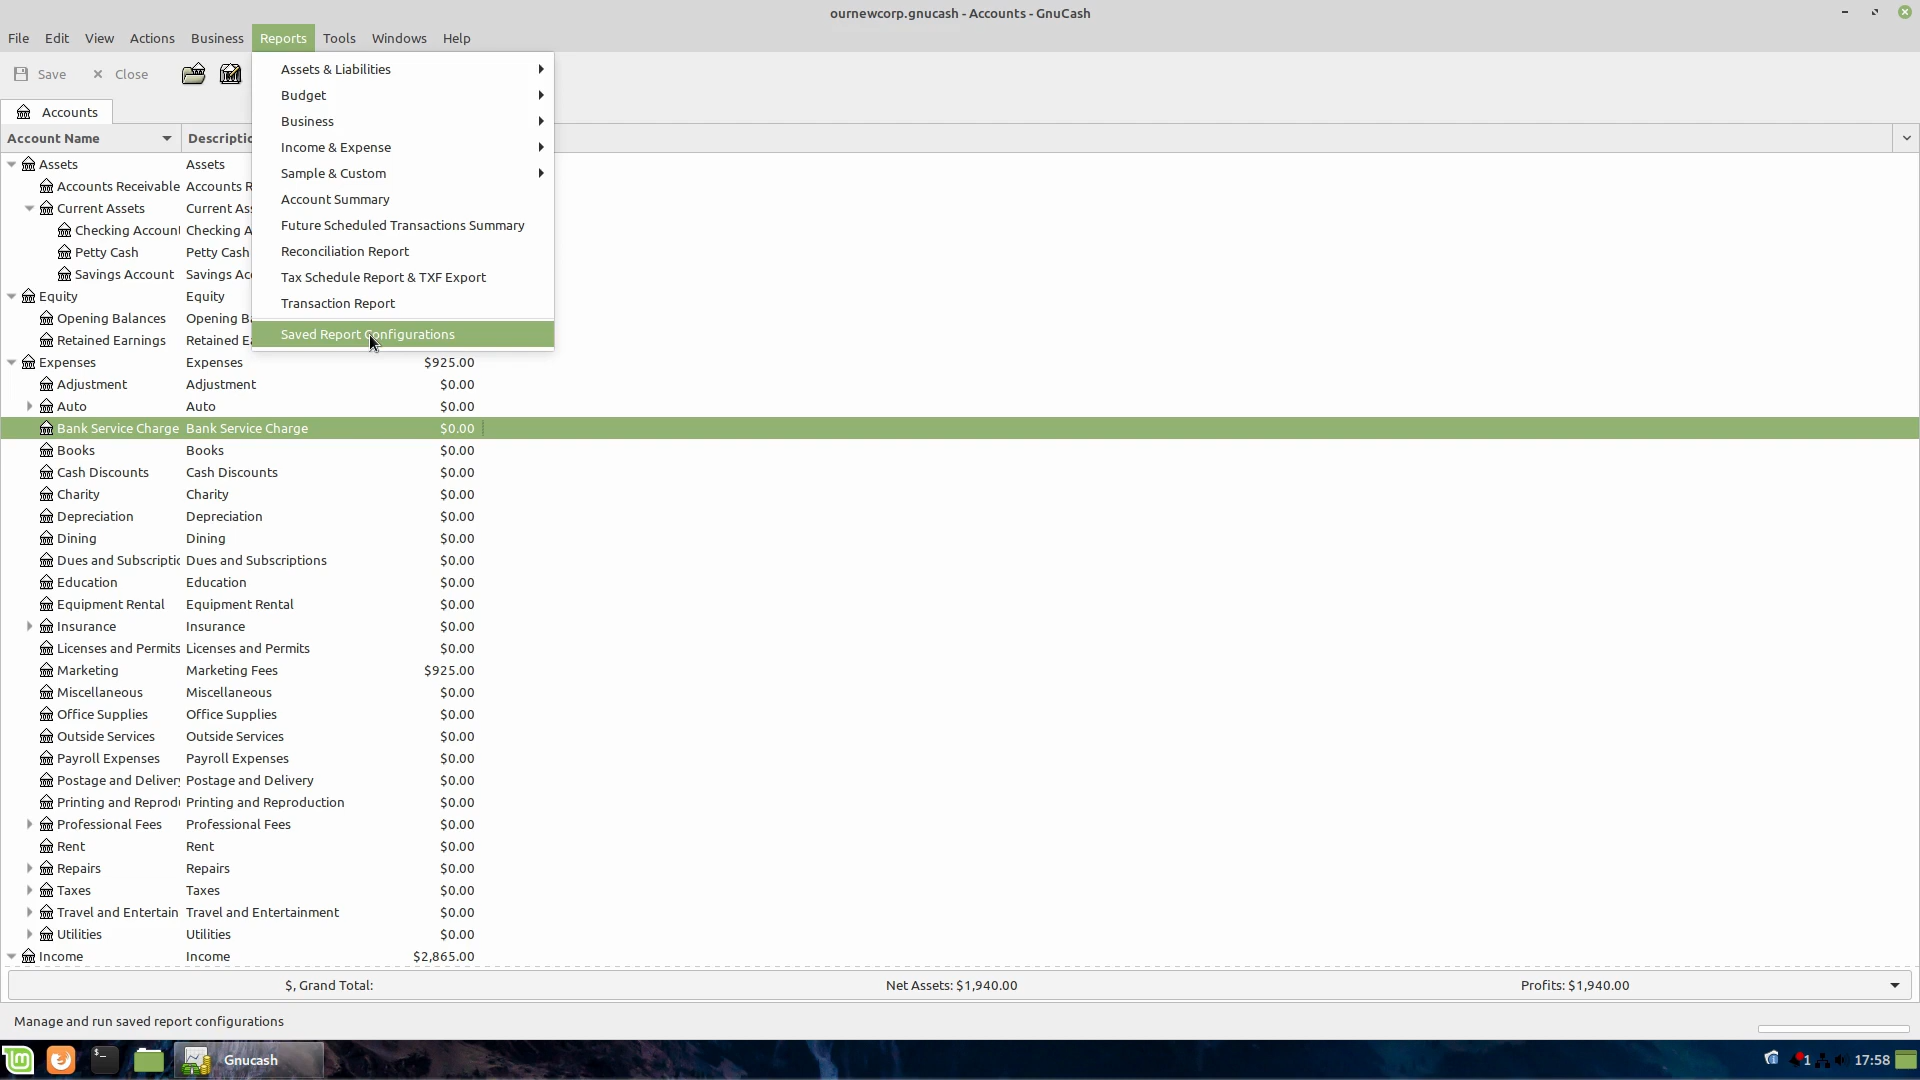 ournewcorp.gnucash - Accounts - GnuCash
File Edit View Actions Business Reports Tools Windows Help
Save Close
Assets & Liabilities
Budget
Business
Income & Expense
Sample & Custom
Account Summary
Future Scheduled Transactions Summary
Reconciliation Report
Tax Schedule Report & TXF Export
Transaction Report
Saved Report Configurations
Accounts
Account Name Descriptio
Assets Assets
Accounts Receivable Accounts R
Current Assets Current As
Checking Accoun Checking A
Petty Cash Petty Cash
Savings Account Savings Ac
Equity Equity
Opening Balances Opening B
Retained Earnings Retained E
Expenses Expenses $925.00
Adjustment Adjustment $0.00
Auto Auto $0.00
Bank Service Charge Bank Service Charge $0.00
Books Books $0.00
Cash Discounts Cash Discounts $0.00
Charity Charity $0.00
Depreciation Depreciation $0.00
Dining Dining $0.00
Dues and Subscriptic Dues and Subscriptions $0.00
Education Education $0.00
Equipment Rental Equipment Rental $0.00
Insurance Insurance $0.00
Licenses and Permits Licenses and Permits $0.00
Marketing Marketing Fees $925.00
Miscellaneous Miscellaneous $0.00
Office Supplies Office Supplies $0.00
Outside Services Outside Services $0.00
Payroll Expenses Payroll Expenses $0.00
Postage and Delivery Postage and Delivery $0.00
Printing and Reprodu Printing and Reproduction $0.00
Professional Fees Professional Fees $0.00
Rent Rent $0.00
Repairs Repairs $0.00
Taxes Taxes $0.00
Travel and Entertain Travel and Entertainment $0.00
Utilities Utilities $0.00
Income Income $2,865.00
$, Grand Total: Net Assets: $1,940.00 Profits: $1,940.00
Manage and run saved report configurations
Gnucash 1 17:58